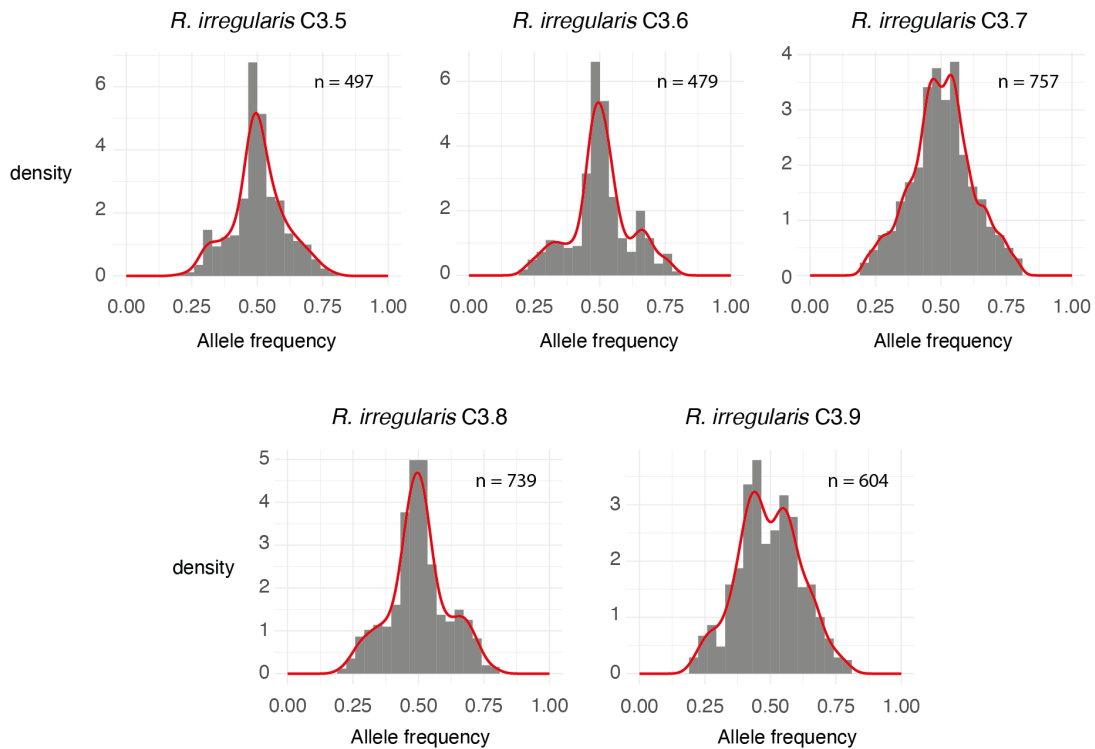 R. irregularis C3.5
R. irregularis C3.6
R. irregularis C3.7
density
6
4
2
0
n = 497
0.00 0.25 0.50 0.75 1.00
Allele frequency
6
4
2
0
n = 479
0.00 0.25 0.50 0.75 1.00
Allele frequency
4
3
2
1
0
n = 757
0.00 0.25 0.50 0.75 1.00
Allele frequency
R. irregularis C3.8
R. irregularis C3.9
density
5
4
3
2
1
0
n = 739
0.00 0.25 0.50 0.75 1.00
Allele frequency
3
2
1
0
n = 604
0.00 0.25 0.50 0.75 1.00
Allele frequency